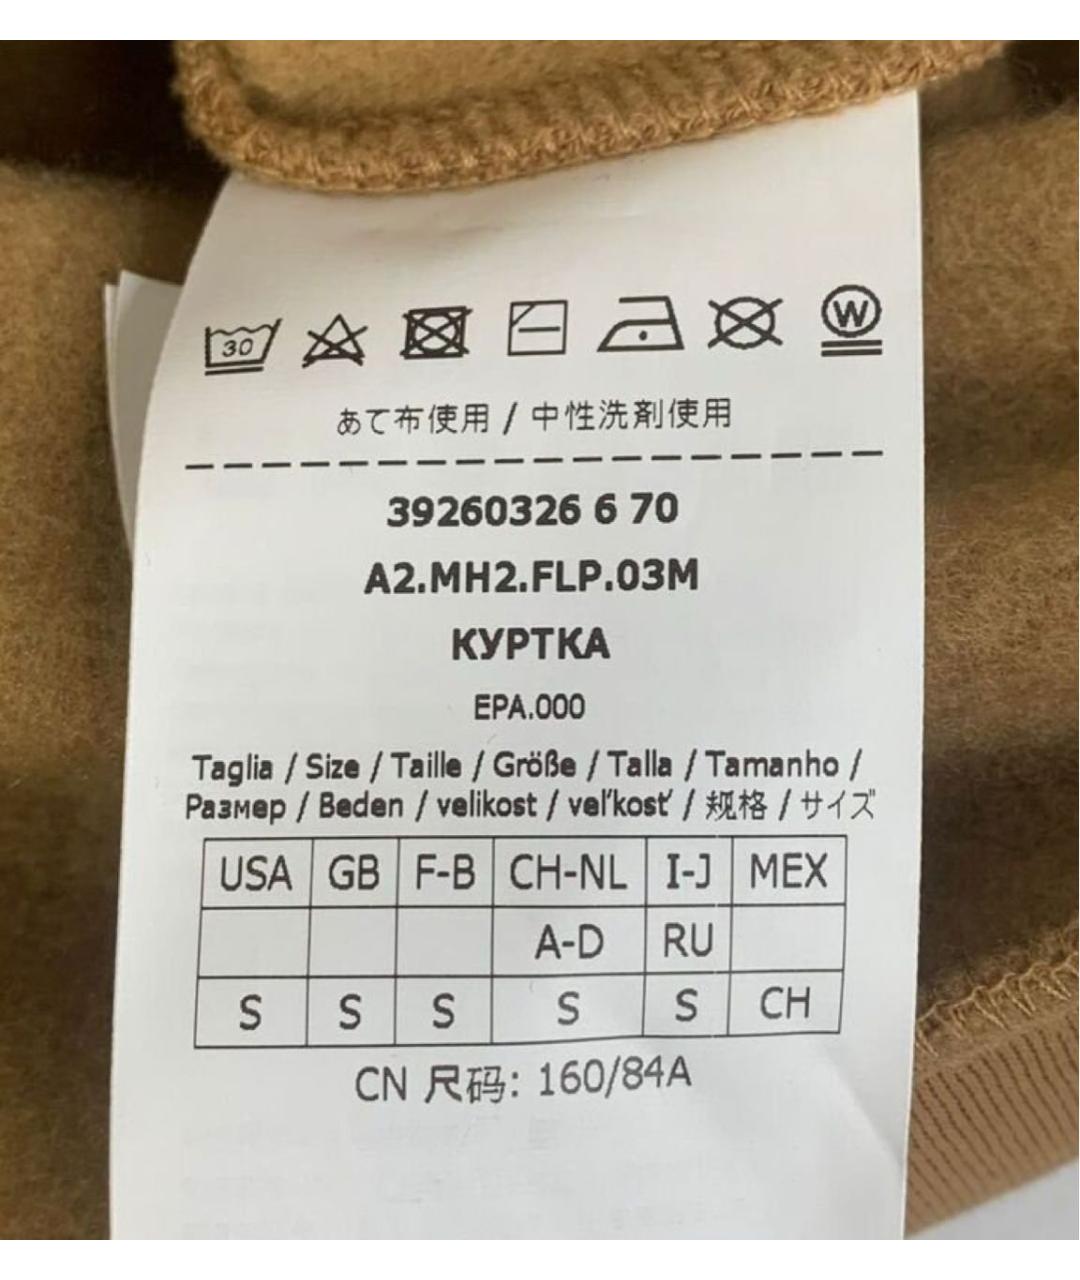 30 W
あて布使用 / 中性洗剤使用
39260326 6 70
A2.MH2.FLP.03M
КУРТКА
EPA.000
Taglia / Size / Taille / Größe / Talla / Tamanho /
Размер / Beden / velikost / veľkosť / 规格 / サイズ
USA GB F-B CH-NL I-J MEX
A-D RU
S S S S S CH
CN 尺码: 160/84A